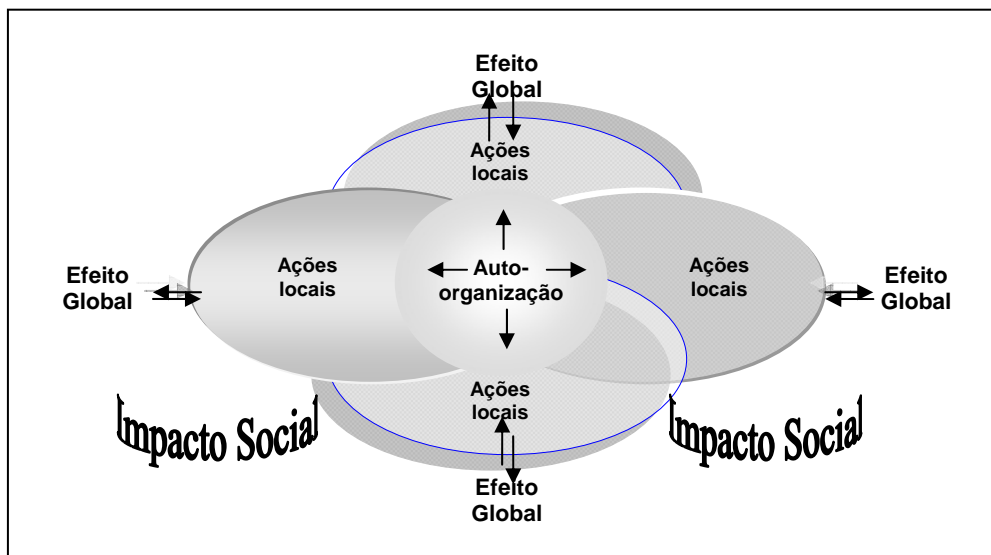 Efeito
Global
Ações
locais
Efeito
Global
Ações
locais
Auto-
organização
Ações
locais
Efeito
Global
Ações
locais
Impacto Social
Impacto Social
Efeito
Global